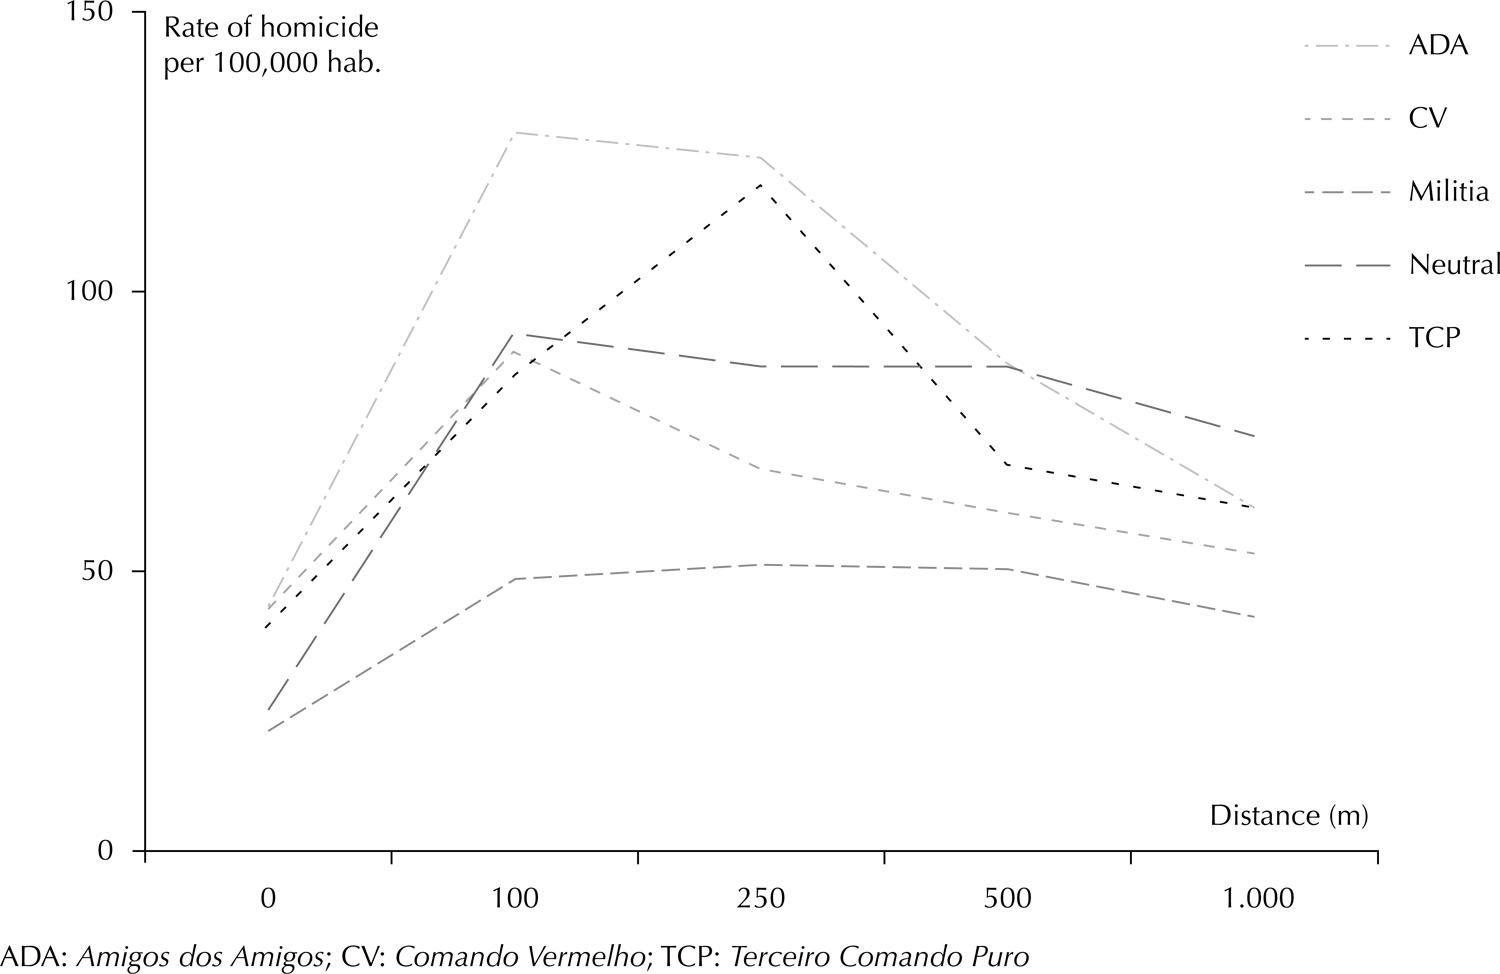 150
Rate of homicide
per 100,000 hab.
ADA
CV
Militia
100
Neutral
TCP
50
Distance (m)
0
0 100 250 500 1.000
ADA: Amigos dos Amigos; CV: Comando Vermelho; TCP: Terceiro Comando Puro